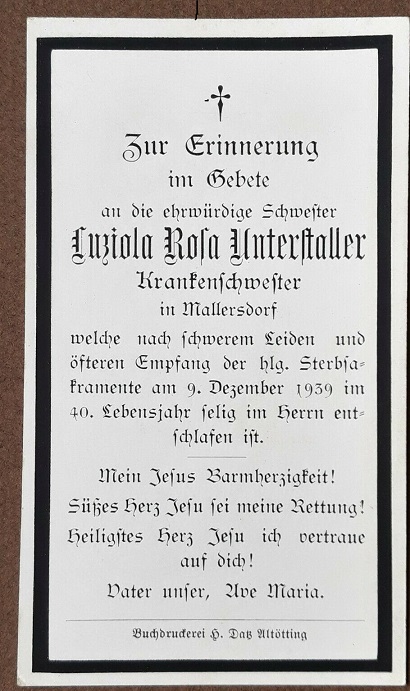 Zur Erinnerung
im Gebete
an die ehrwürdige Schwester
Luziola Rosa Unterstaller
Krankenschwester
in Mallersdorf
welche nach schwerem Leiden und
öfteren Empfang der hlg. Sterbsa-
kramente am 9. Dezember 1939 im
40. Lebensjahr selig im Herrn ent-
schlafen ist.
Mein Jesus Barmherzigkeit!
Süßes Herz Jesu sei meine Rettung!
Heiligstes Herz Jesu ich vertraue
auf dich!
Vater unser, Ave Maria.
Buchdruckerei H. Datz Altötting